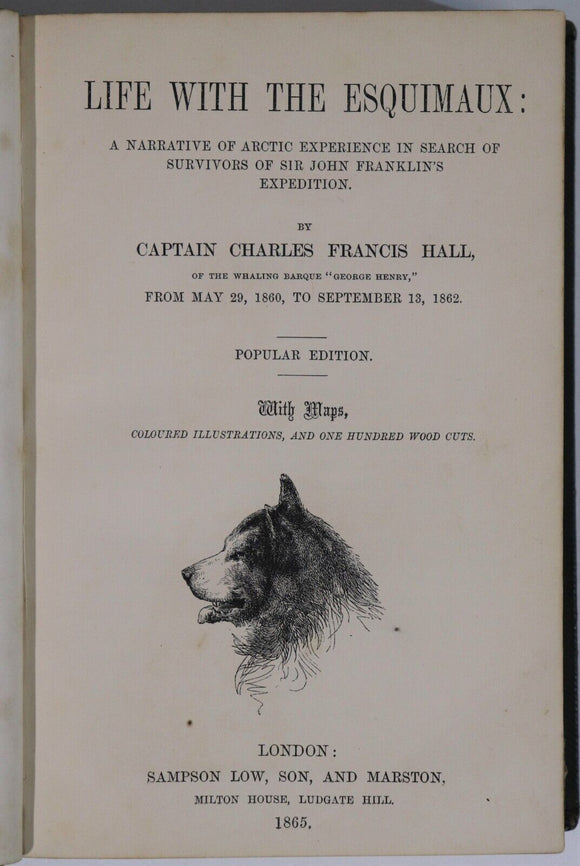 LIFE WITH THE ESQUIMAUX:
A NARRATIVE OF ARCTIC EXPERIENCE IN SEARCH OF
SURVIVORS OF SIR JOHN FRANKLIN'S
EXPEDITION.
BY
CAPTAIN CHARLES FRANCIS HALL,
OF THE WHALING BARQUE "GEORGE HENRY,"
FROM MAY 29, 1860, TO SEPTEMBER 13, 1862.
POPULAR EDITION.
With Maps,
COLOURED ILLUSTRATIONS, AND ONE HUNDRED WOOD CUTS.
LONDON:
SAMPSON LOW, SON, AND MARSTON,
MILTON HOUSE, LUDGATE HILL.
1865.